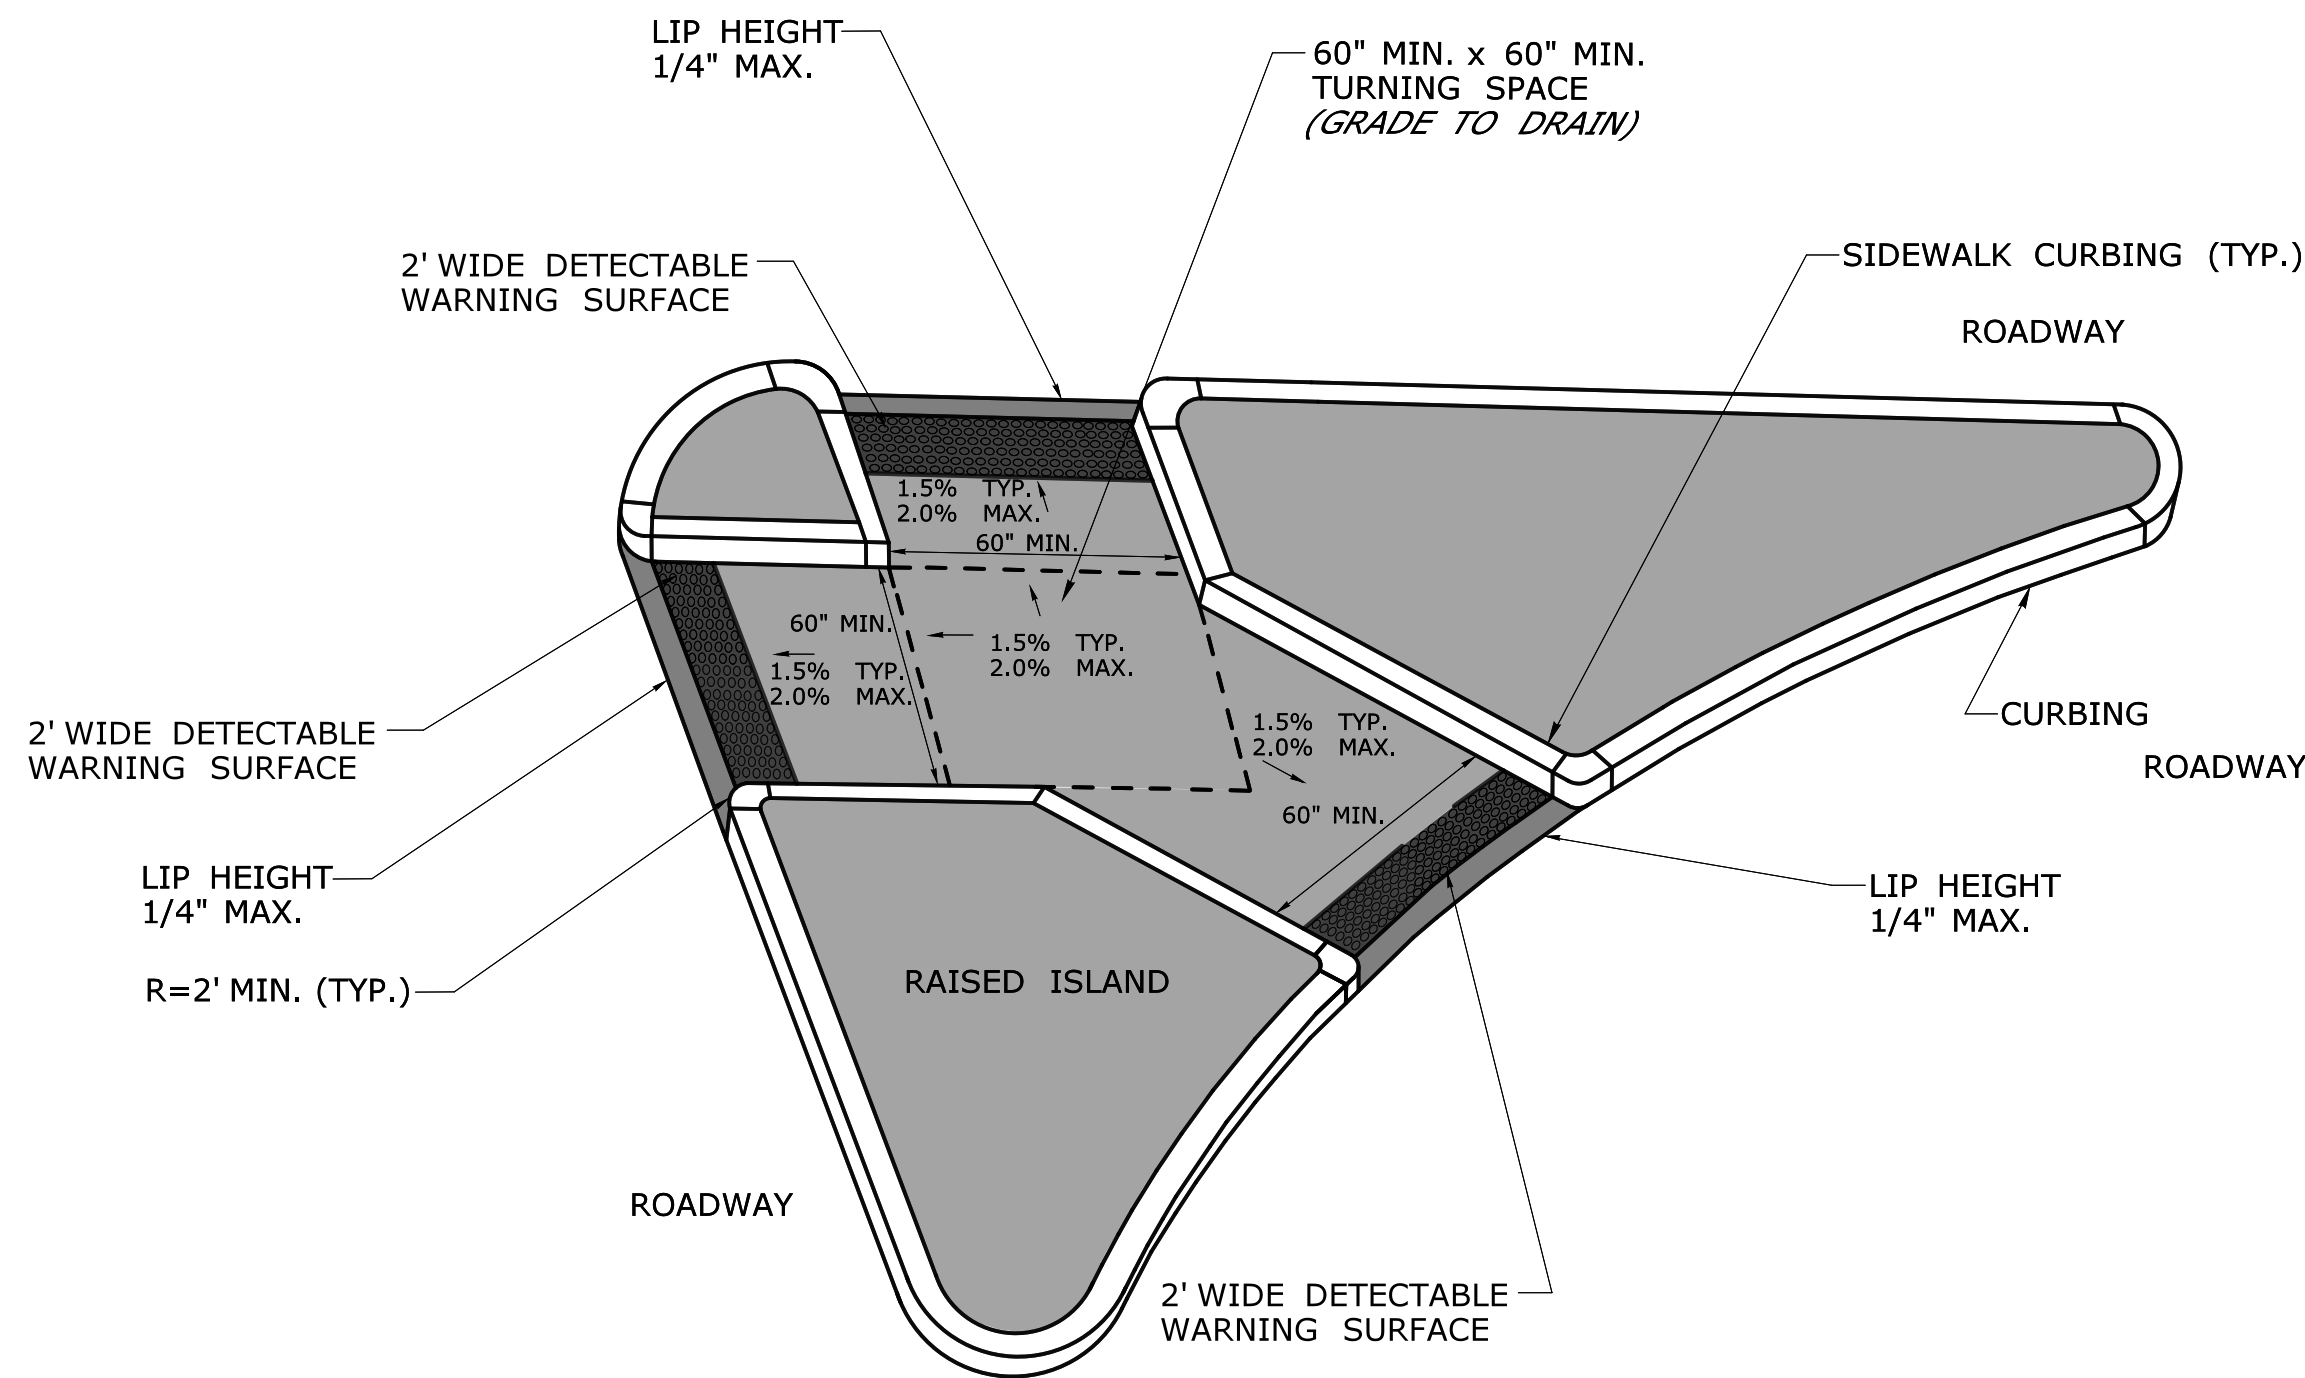 LIP HEIGHT
1/4" MAX.
60" MIN. x 60" MIN.
TURNING SPACE
(GRADE TO DRAIN)
2' WIDE DETECTABLE
WARNING SURFACE
SIDEWALK CURBING (TYP.)
ROADWAY
1.5% TYP.
2.0% MAX.
60" MIN.
60" MIN.
1.5% TYP.
2.0% MAX.
1.5% TYP.
2.0% MAX.
1.5% TYP.
2.0% MAX.
60" MIN.
CURBING
ROADWAY
2' WIDE DETECTABLE
WARNING SURFACE
LIP HEIGHT
1/4" MAX.
LIP HEIGHT
1/4" MAX.
R=2' MIN. (TYP.)
RAISED ISLAND
ROADWAY
2' WIDE DETECTABLE
WARNING SURFACE